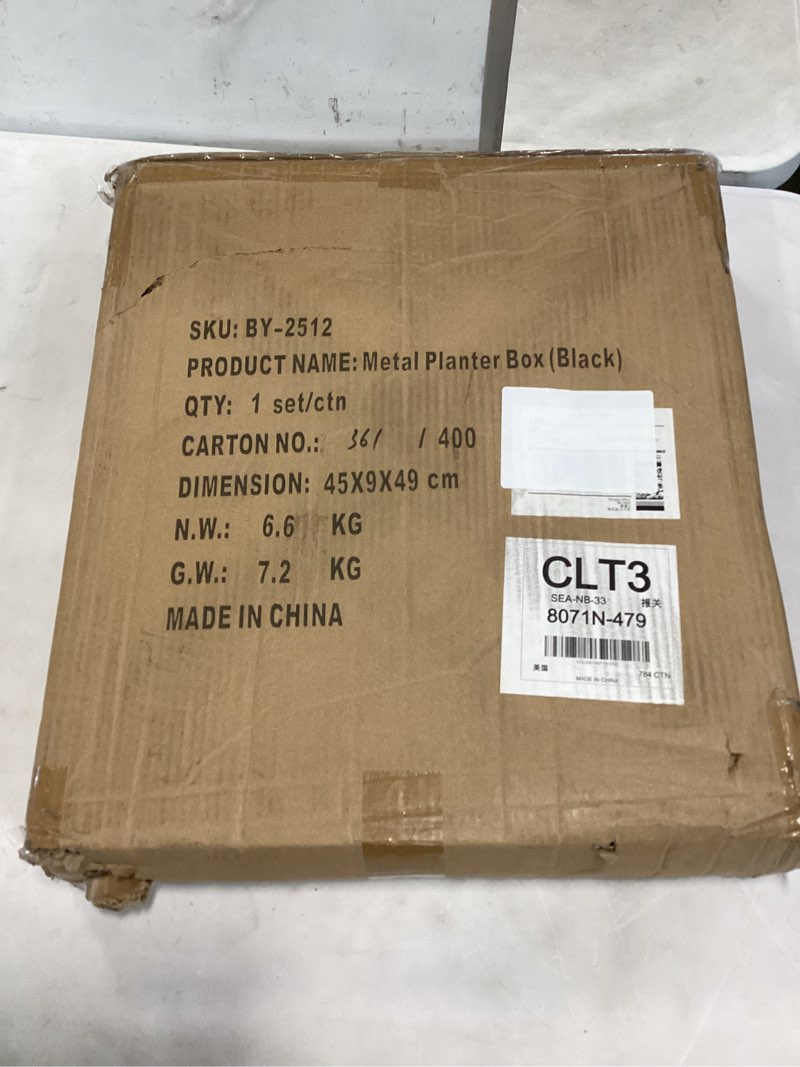 SKU: BY-2512
PRODUCT NAME: Metal Planter Box (Black)
QTY: 1 set/ctn
CARTON NO.: 361 / 400
DIMENSION: 45X9X49 cm
N.W.: 6.6 KG
G.W.: 7.2 KG
MADE IN CHINA
CLT3
SEA-NB-33 报关
8071N-479
美国 784 CTN
MADE IN CHINA